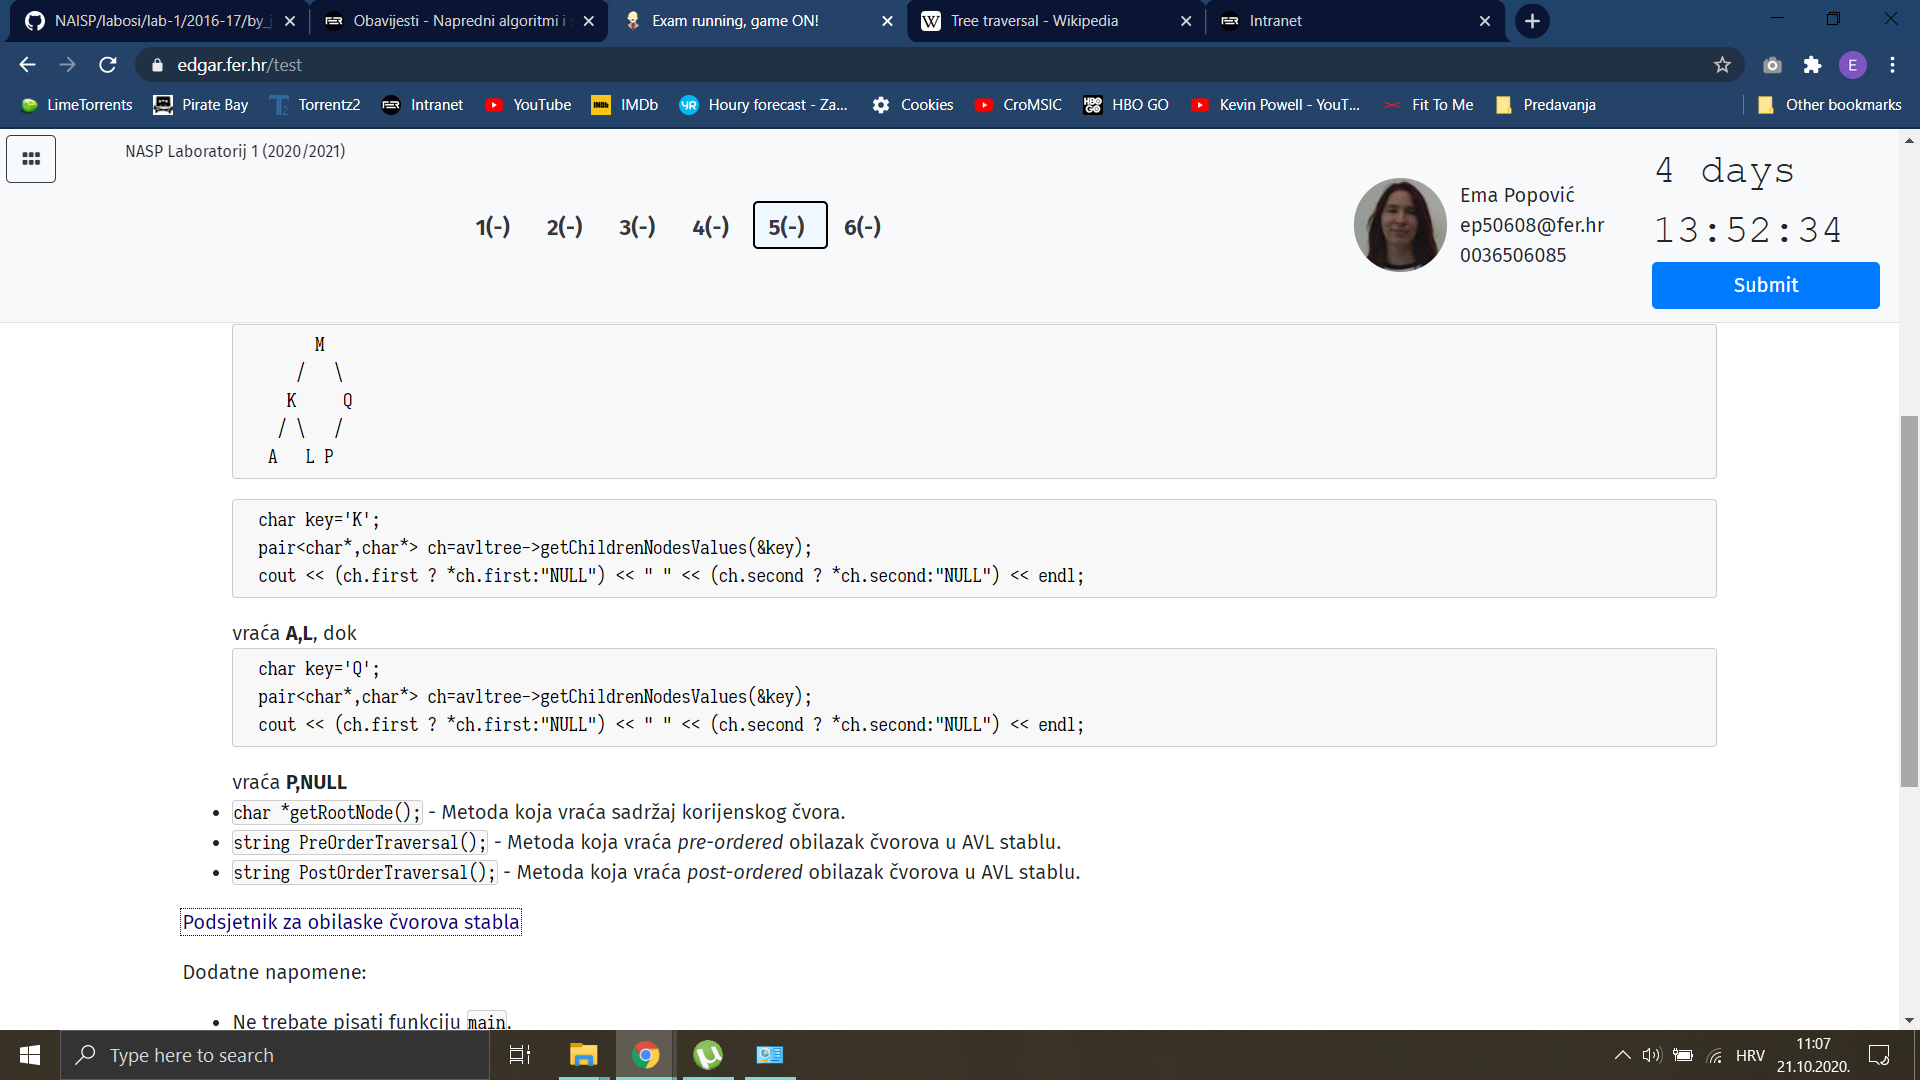 NAISP/labosi/lab-1/2016-17/by_j
Obavijesti - Napredni algoritmi i s
Exam running, game ON!
Tree traversal - Wikipedia
Intranet
edgar.fer.hr/test
E
LimeTorrents
Pirate Bay
Torrentz2
Intranet
YouTube
IMDb
Houry forecast - Za...
Cookies
CroMSIC
HBO GO
Kevin Powell - YouT...
Fit To Me
Predavanja
Other bookmarks
NASP Laboratorij 1 (2020/2021)
1(-) 2(-) 3(-) 4(-) 5(-) 6(-)
Ema Popović
ep50608@fer.hr
0036506085
4 days
13:52:34
Submit
M
/ \
K Q
/ \ /
A L P
char key='K';
pair<char*,char*> ch=avltree->getChildrenNodesValues(&key);
cout << (ch.first ? *ch.first:"NULL") << " " << (ch.second ? *ch.second:"NULL") << endl;
vraća A,L, dok
char key='Q';
pair<char*,char*> ch=avltree->getChildrenNodesValues(&key);
cout << (ch.first ? *ch.first:"NULL") << " " << (ch.second ? *ch.second:"NULL") << endl;
vraća P,NULL
• char *getRootNode(); - Metoda koja vraća sadržaj korijenskog čvora.
• string PreOrderTraversal(); - Metoda koja vraća pre-ordered obilazak čvorova u AVL stablu.
• string PostOrderTraversal(); - Metoda koja vraća post-ordered obilazak čvorova u AVL stablu.
Podsjetnik za obilaske čvorova stabla
Dodatne napomene:
• Ne trebate pisati funkciju main.
Type here to search
HRV
11:07
21.10.2020.